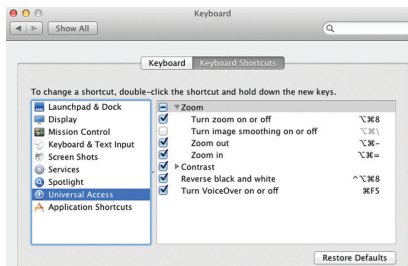 Keyboard
Show All
Keyboard Keyboard Shortcuts
To change a shortcut, double-click the shortcut and hold down the new keys.
Launchpad & Dock
Display
Mission Control
Keyboard & Text Input
Screen Shots
Services
Spotlight
Universal Access
Application Shortcuts
▼Zoom
Turn zoom on or off ⌥⌘8
Turn image smoothing on or off ⌥⌘\
Zoom out ⌥⌘-
Zoom in ⌥⌘=
▶Contrast
Reverse black and white ^⌥⌘8
Turn VoiceOver on or off ⌘F5
Restore Defaults